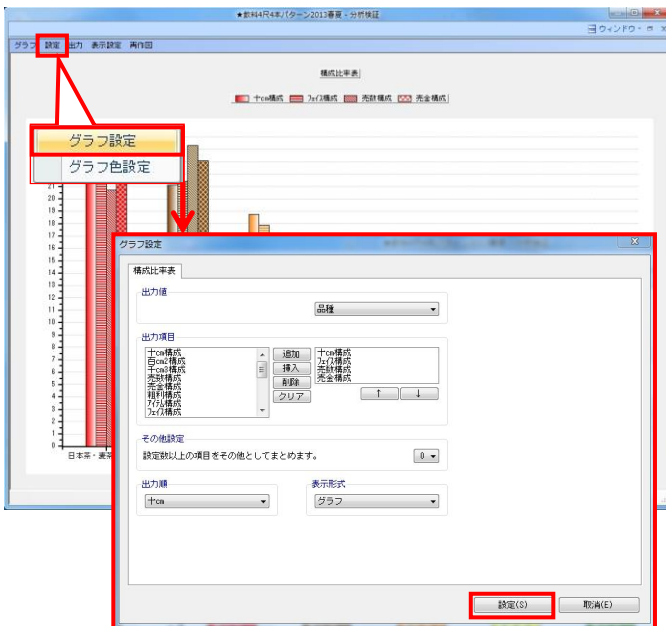 ★飲料4尺4本パターン2013春夏 - 分析検証
ウィンドウ
グラフ 設定 出力 表示設定 再作図
構成比率表
十cm構成 フェイス構成 売数構成 売金構成
グラフ設定
グラフ色設定
21
20
19
18
17
16
15
14
13
12
11
10
9
8
7
6
5
4
3
2
1
0
日本茶・麦茶
グラフ設定
構成比率表
出力値
品種
出力項目
十cm構成
百cm2構成
千cm3構成
売数構成
売金構成
粗利構成
アイテム構成
フェイス構成
追加
挿入
削除
クリア
十cm構成
フェイス構成
売数構成
売金構成
↑ ↓
その他設定
設定数以上の項目をその他としてまとめます。 0
出力順
十cm
表示形式
グラフ
設定(S) 取消(E)